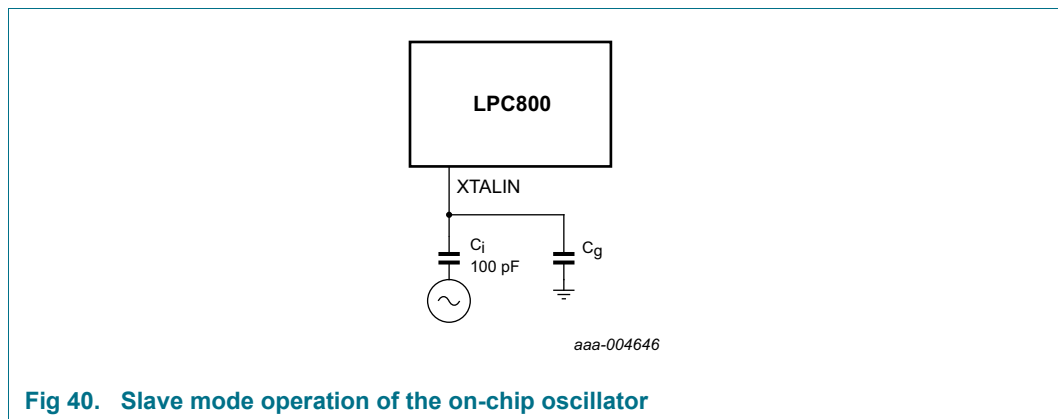 LPC800
XTALIN
Ci
100 pF
Cg
aaa-004646
Fig 40. Slave mode operation of the on-chip oscillator